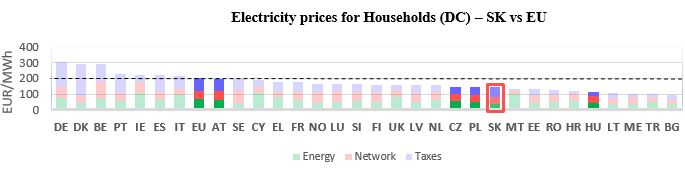 Electricity prices for Households (DC) – SK vs EU
EUR/MWh
400
300
200
100
0
DE DK BE PT IE ES IT EU AT SE CY EL FR NO LU SI FI UK LV NL CZ PL SK MT EE RO HR HU LT ME TR BG
Energy Network Taxes